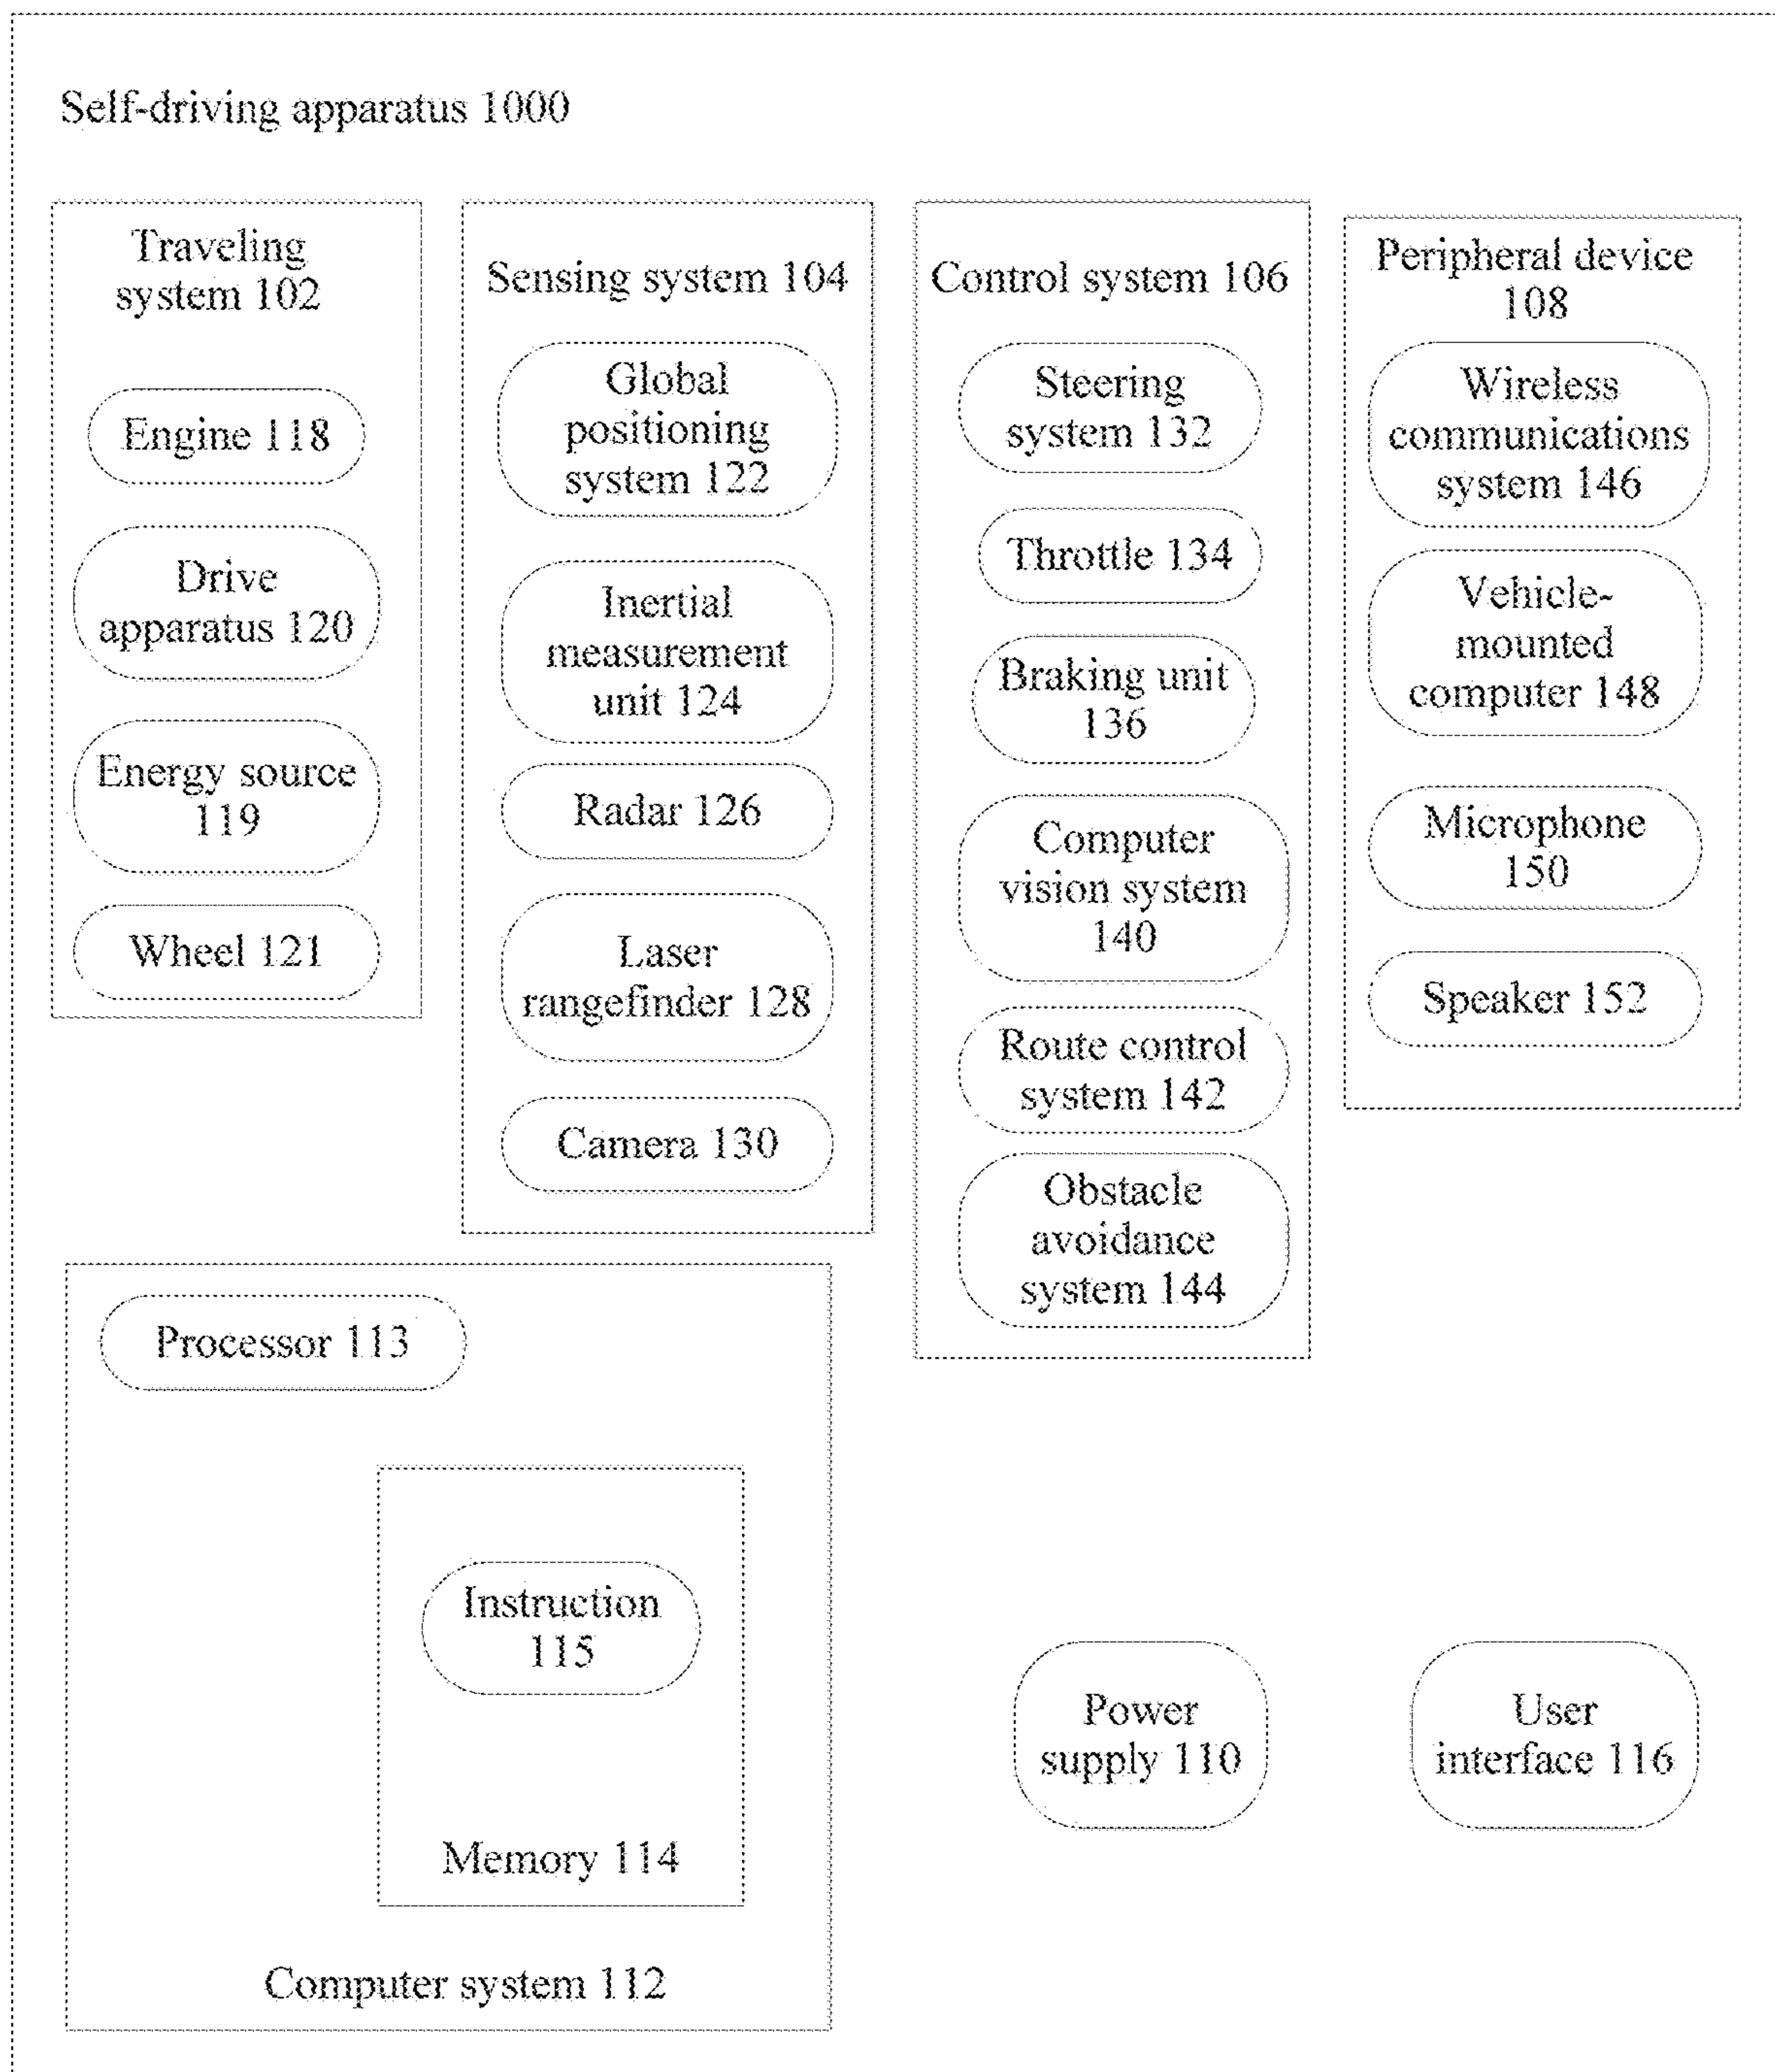 Self-driving apparatus 1000
Traveling
system 102
Engine 118
Drive
apparatus 120
Energy source
119
Wheel 121
Sensing system 104
Global
positioning
system 122
Inertial
measurement
unit 124
Radar 126
Laser
rangefinder 128
Camera 130
Control system 106
Steering
system 132
Throttle 134
Braking unit
136
Computer
vision system
140
Route control
system 142
Obstacle
avoidance
system 144
Peripheral device
108
Wireless
communications
system 146
Vehicle-
mounted
computer 148
Microphone
150
Speaker 152
Processor 113
Instruction
115
Memory 114
Computer system 112
Power
supply 110
User
interface 116